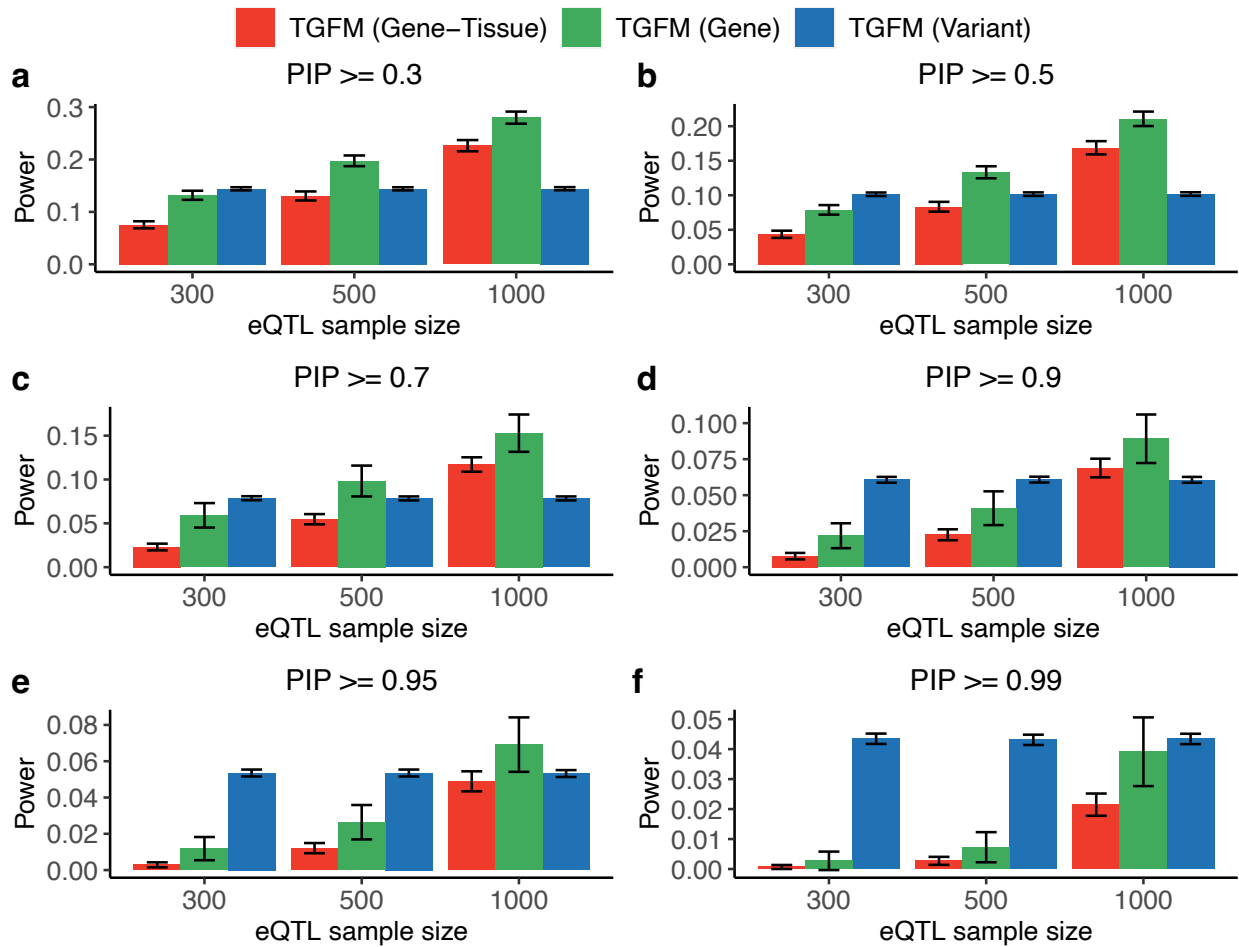 TGFM (Gene−Tissue) TGFM (Gene) TGFM (Variant)
a PIP >= 0.3
0.3
0.2
0.1
0.0
Power
300 500 1000
eQTL sample size
b PIP >= 0.5
0.20
0.15
0.10
0.05
0.00
Power
300 500 1000
eQTL sample size
c PIP >= 0.7
0.15
0.10
0.05
0.00
Power
300 500 1000
eQTL sample size
d PIP >= 0.9
0.100
0.075
0.050
0.025
0.000
Power
300 500 1000
eQTL sample size
e PIP >= 0.95
0.08
0.06
0.04
0.02
0.00
Power
300 500 1000
eQTL sample size
f PIP >= 0.99
0.05
0.04
0.03
0.02
0.01
0.00
Power
300 500 1000
eQTL sample size